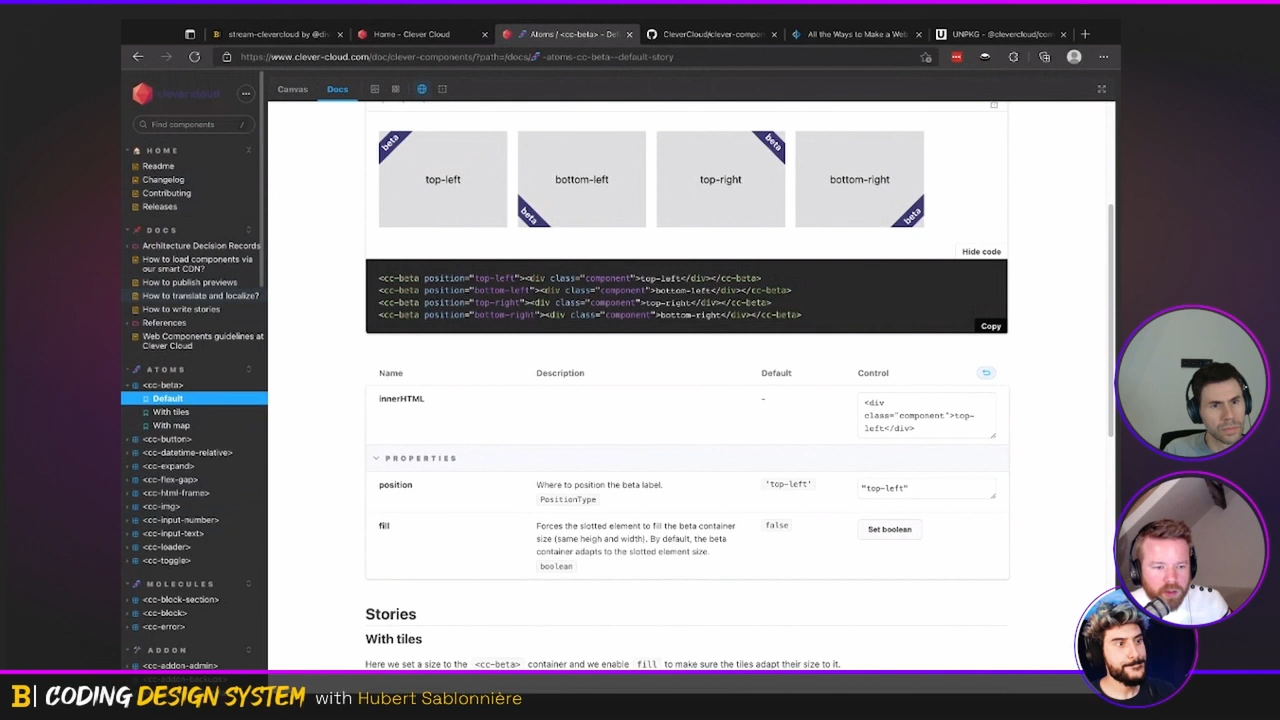 stream-clevercloud by @di
Home - Clever Cloud
Atoms / <cc-beta> - De
CleverCloud/clever-compon
All the Ways to Make a Web
UNPKG - @clevercloud/con
https://www.clever-cloud.com/doc/clever-components/?path=/docs/🧬-atoms-cc-beta--default-story
clever cloud
Canvas
Docs
Find components
/
HOME
Readme
Changelog
Contributing
Releases
DOCS
Architecture Decision Records
How to load components via
our smart CDN?
How to publish previews
How to translate and localize?
How to write stories
References
Web Components guidelines at
Clever Cloud
ATOMS
<cc-beta>
Default
With tiles
With map
<cc-button>
<cc-datetime-relative>
<cc-expand>
<cc-flex-gap>
<cc-html-frame>
<cc-img>
<cc-input-number>
<cc-input-text>
<cc-loader>
<cc-toggle>
MOLECULES
<cc-block-section>
<cc-block>
<cc-error>
ADDON
<cc-addon-admin>
<cc-addon-backups>
beta
top-left
bottom-left
beta
beta
top-right
bottom-right
beta
Hide code
<cc-beta position="top-left"><div class="component">top-left</div></cc-beta>
<cc-beta position="bottom-left"><div class="component">bottom-left</div></cc-beta>
<cc-beta position="top-right"><div class="component">top-right</div></cc-beta>
<cc-beta position="bottom-right"><div class="component">bottom-right</div></cc-beta>
Copy
Name Description Default Control
innerHTML - <div
class="component">top-
left</div>
PROPERTIES
position Where to position the beta label. 'top-left' "top-left"
PositionType
fill Forces the slotted element to fill the beta container false Set boolean
size (same heigh and width). By default, the beta
container adapts to the slotted element size.
boolean
Stories
With tiles
Here we set a size to the <cc-beta> container and we enable fill to make sure the tiles adapt their size to it.
B| CODING DESIGN SYSTEM with Hubert Sablonnière